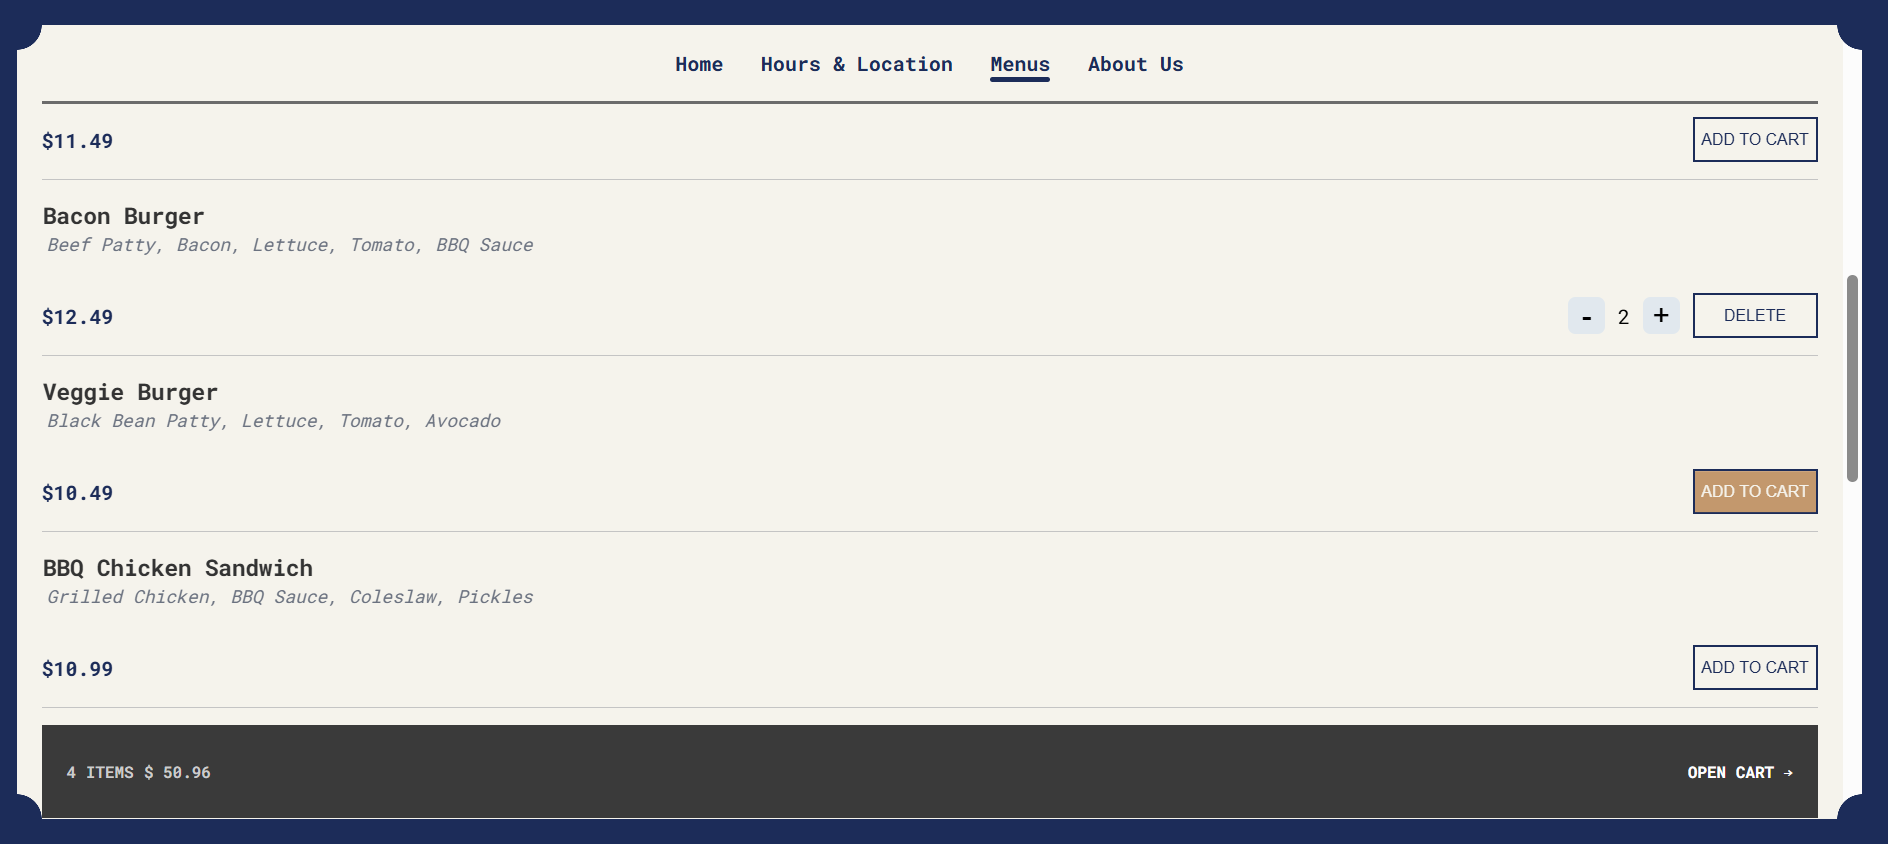 Home Hours & Location Menus About Us
$11.49 ADD TO CART
Bacon Burger
Beef Patty, Bacon, Lettuce, Tomato, BBQ Sauce
$12.49 - 2 + DELETE
Veggie Burger
Black Bean Patty, Lettuce, Tomato, Avocado
$10.49 ADD TO CART
BBQ Chicken Sandwich
Grilled Chicken, BBQ Sauce, Coleslaw, Pickles
$10.99 ADD TO CART
4 ITEMS $ 50.96 OPEN CART →